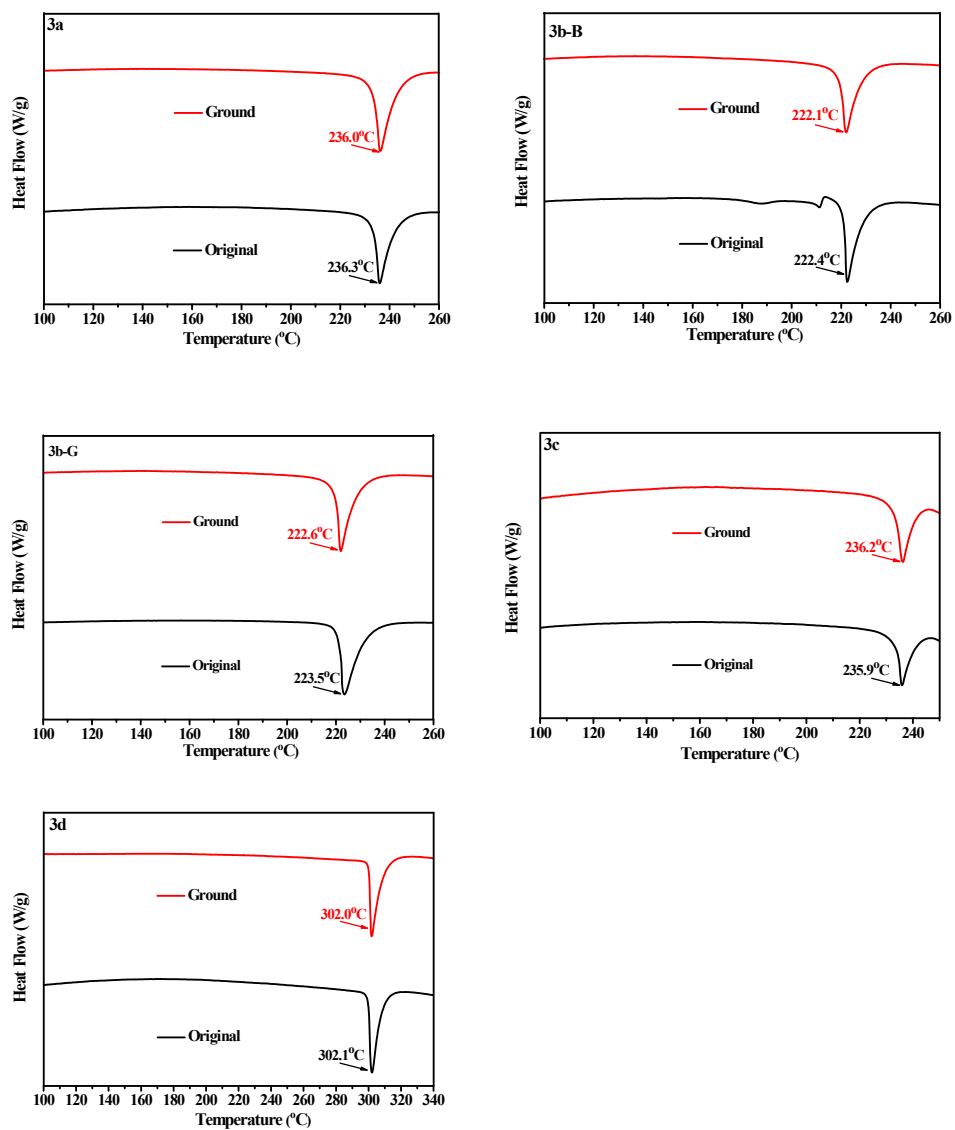 3a
Heat Flow (W/g)
Ground
236.0°C
Original
236.3°C
100 120 140 160 180 200 220 240 260
Temperature (°C)
3b-B
Heat Flow (W/g)
Ground
222.1°C
Original
222.4°C
100 120 140 160 180 200 220 240 260
Temperature (°C)
3b-G
Heat Flow (W/g)
Ground
222.6°C
Original
223.5°C
100 120 140 160 180 200 220 240 260
Temperature (°C)
3c
Heat Flow (W/g)
Ground
236.2°C
Original
235.9°C
100 120 140 160 180 200 220 240
Temperature (°C)
3d
Heat Flow (W/g)
Ground
302.0°C
Original
302.1°C
100 120 140 160 180 200 220 240 260 280 300 320 340
Temperature (°C)